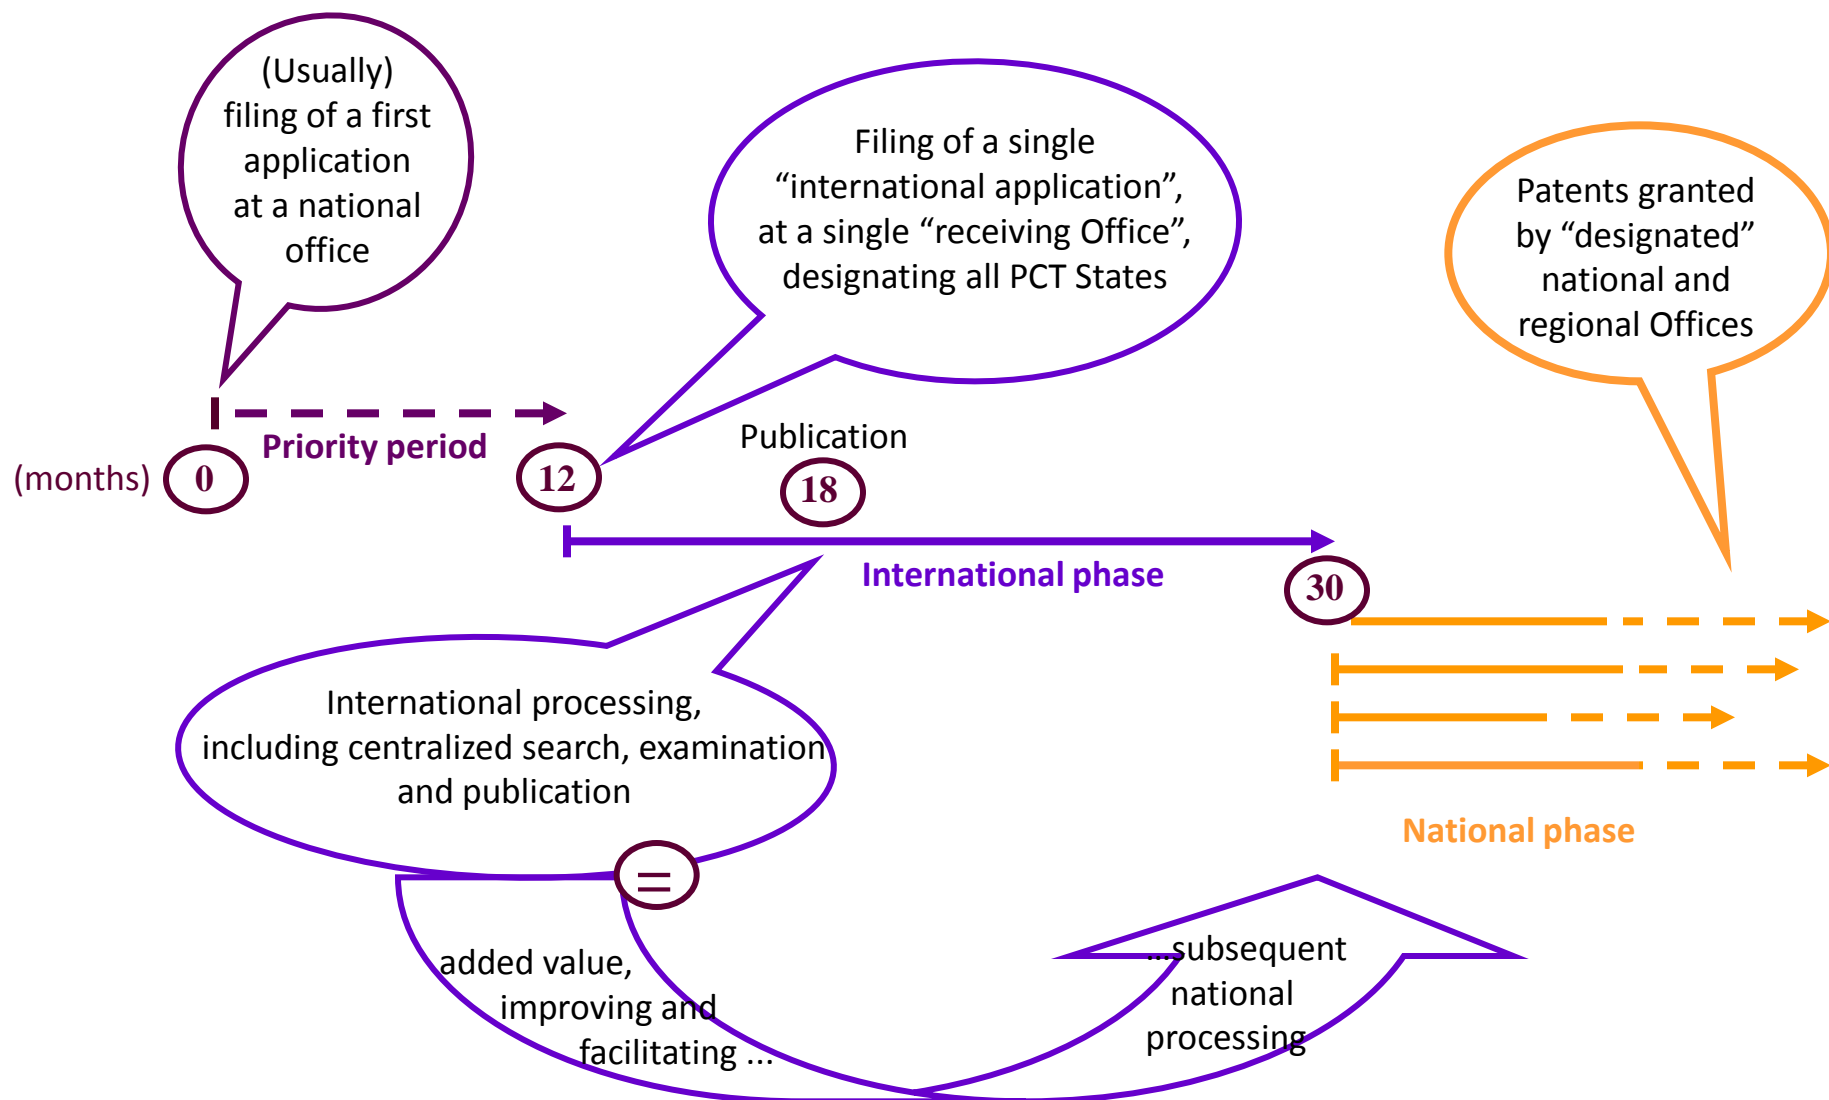 (Usually)
filing of a first
application
at a national
office
Filing of a single
“international application”,
at a single “receiving Office”,
designating all PCT States
Patents granted
by “designated”
national and
regional Offices
Priority period
Publication
(months)
0
12
18
International phase
30
International processing,
including centralized search, examination
and publication
National phase
=
added value,
improving and
facilitating ...
...subsequent
national
processing